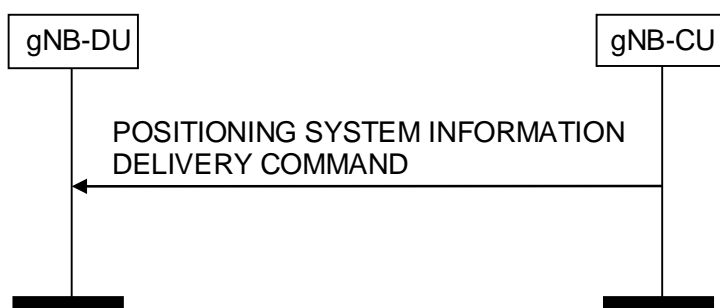 gNB-DU
gNB-CU
POSITIONING SYSTEM INFORMATION
DELIVERY COMMAND